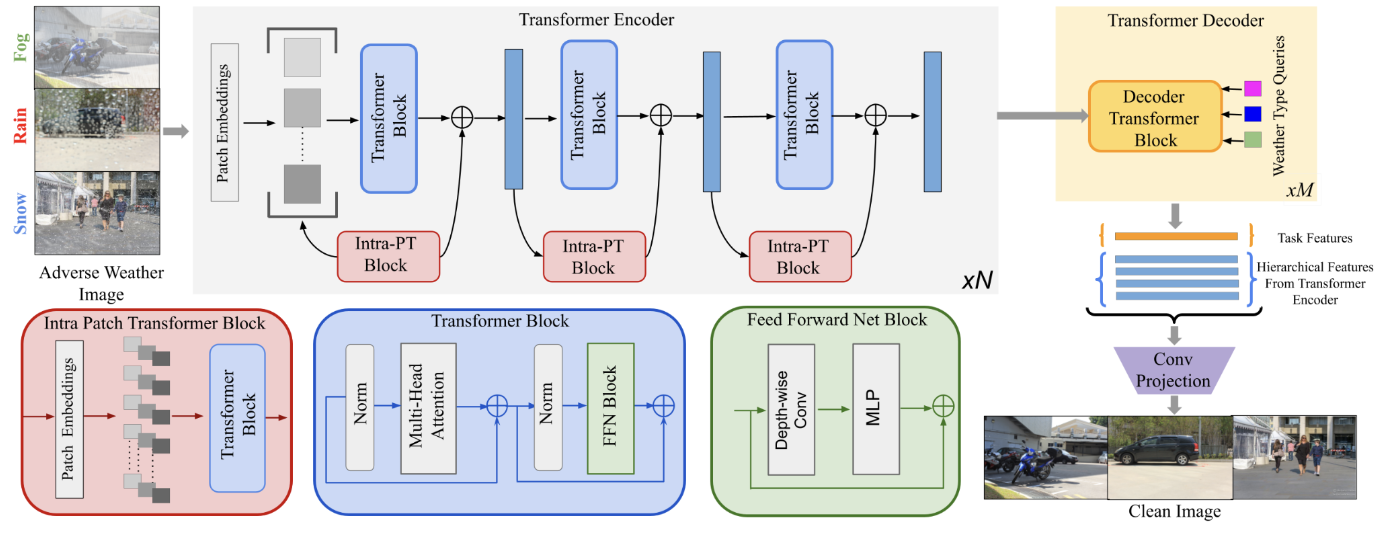 Fog
Rain
Snow
Adverse Weather
Image
Transformer Encoder
Patch Embeddings
Transformer
Block
Transformer
Block
Transformer
Block
Intra-PT
Block
Intra-PT
Block
Intra-PT
Block
xN
Transformer Decoder
Decoder
Transformer
Block
Weather Type Queries
xM
Task Features
Hierarchical Features
From Transformer
Encoder
Conv
Projection
Clean Image
Intra Patch Transformer Block
Patch Embeddings
Transformer
Block
Transformer Block
Norm
Multi-Head
Attention
Norm
FFN Block
Feed Forward Net Block
Depth-wise
Conv
MLP